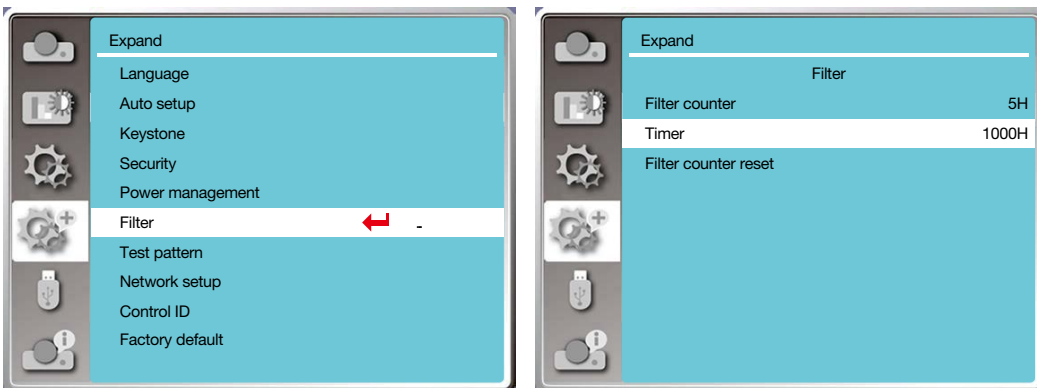 Expand
Language
Auto setup
Keystone
Security
Power management
Filter -
Test pattern
Network setup
Control ID
Factory default
Expand
Filter
Filter counter 5H
Timer 1000H
Filter counter reset